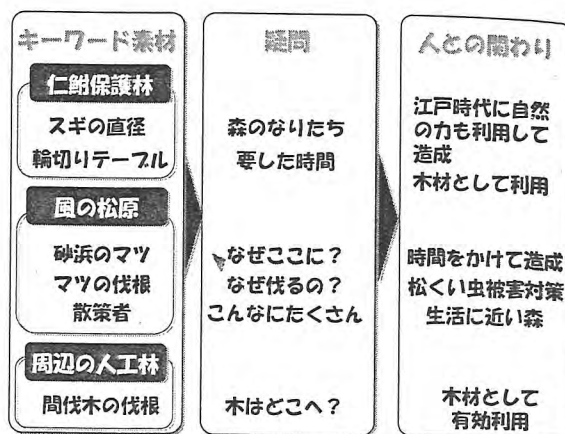 キーワード素材
仁鮒保護林
スギの直径
輪切りテーブル
風の松原
砂浜のマツ
マツの伐根
散策者
周辺の人工林
間伐木の伐根
疑問
森のなりたち
要した時間
なぜここに?
なぜ伐るの?
こんなにたくさん
木はどこへ?
人との関わり
江戸時代に自然
の力も利用して
造成
木材として利用
時間をかけて造成
松くい虫被害対策
生活に近い森
木材として
有効利用